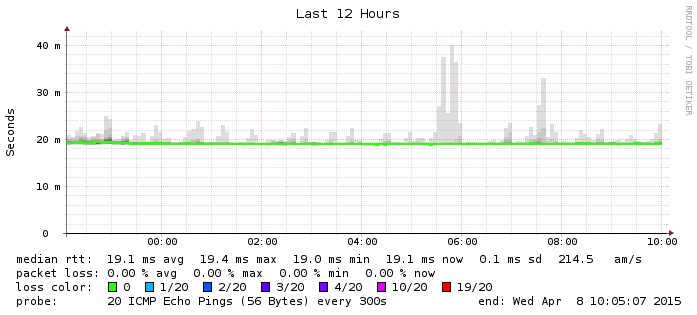 Last 12 Hours
RRDTOOL / TOBI OETIKER
Seconds
40 m
30 m
20 m
10 m
0
00:00 02:00 04:00 06:00 08:00 10:00
median rtt: 19.1 ms avg 19.4 ms max 19.0 ms min 19.1 ms now 0.1 ms sd 214.5 am/s
packet loss: 0.00 % avg 0.00 % max 0.00 % min 0.00 % now
loss color: 0 1/20 2/20 3/20 4/20 10/20 19/20
probe: 20 ICMP Echo Pings (56 Bytes) every 300s end: Wed Apr 8 10:05:07 2015